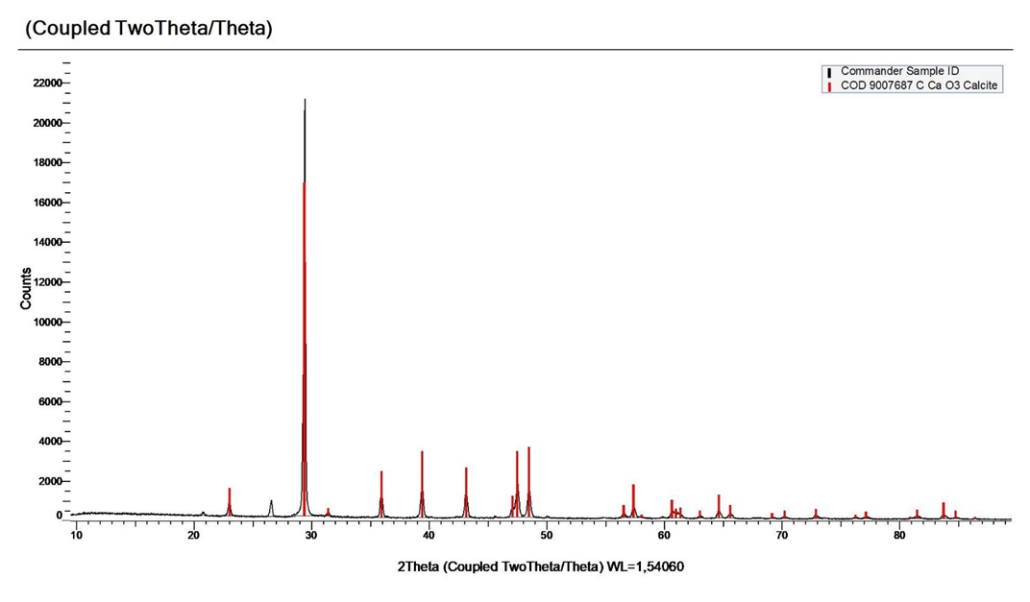 (Coupled TwoTheta/Theta)
Commander Sample ID
COD 9007687 C Ca O3 Calcite
22000
20000
18000
16000
14000
12000
10000
8000
6000
4000
2000
0
Counts
10 20 30 40 50 60 70 80
2Theta (Coupled TwoTheta/Theta) WL=1,54060